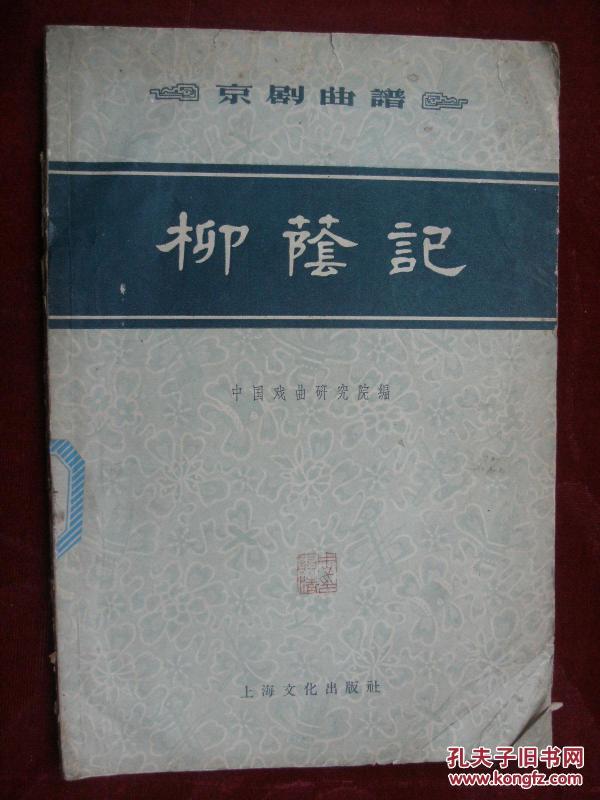 京剧曲譜
柳蔭記
中国戏曲研究院編
上海文化出版社
孔夫子旧书网
www.kongfz.com